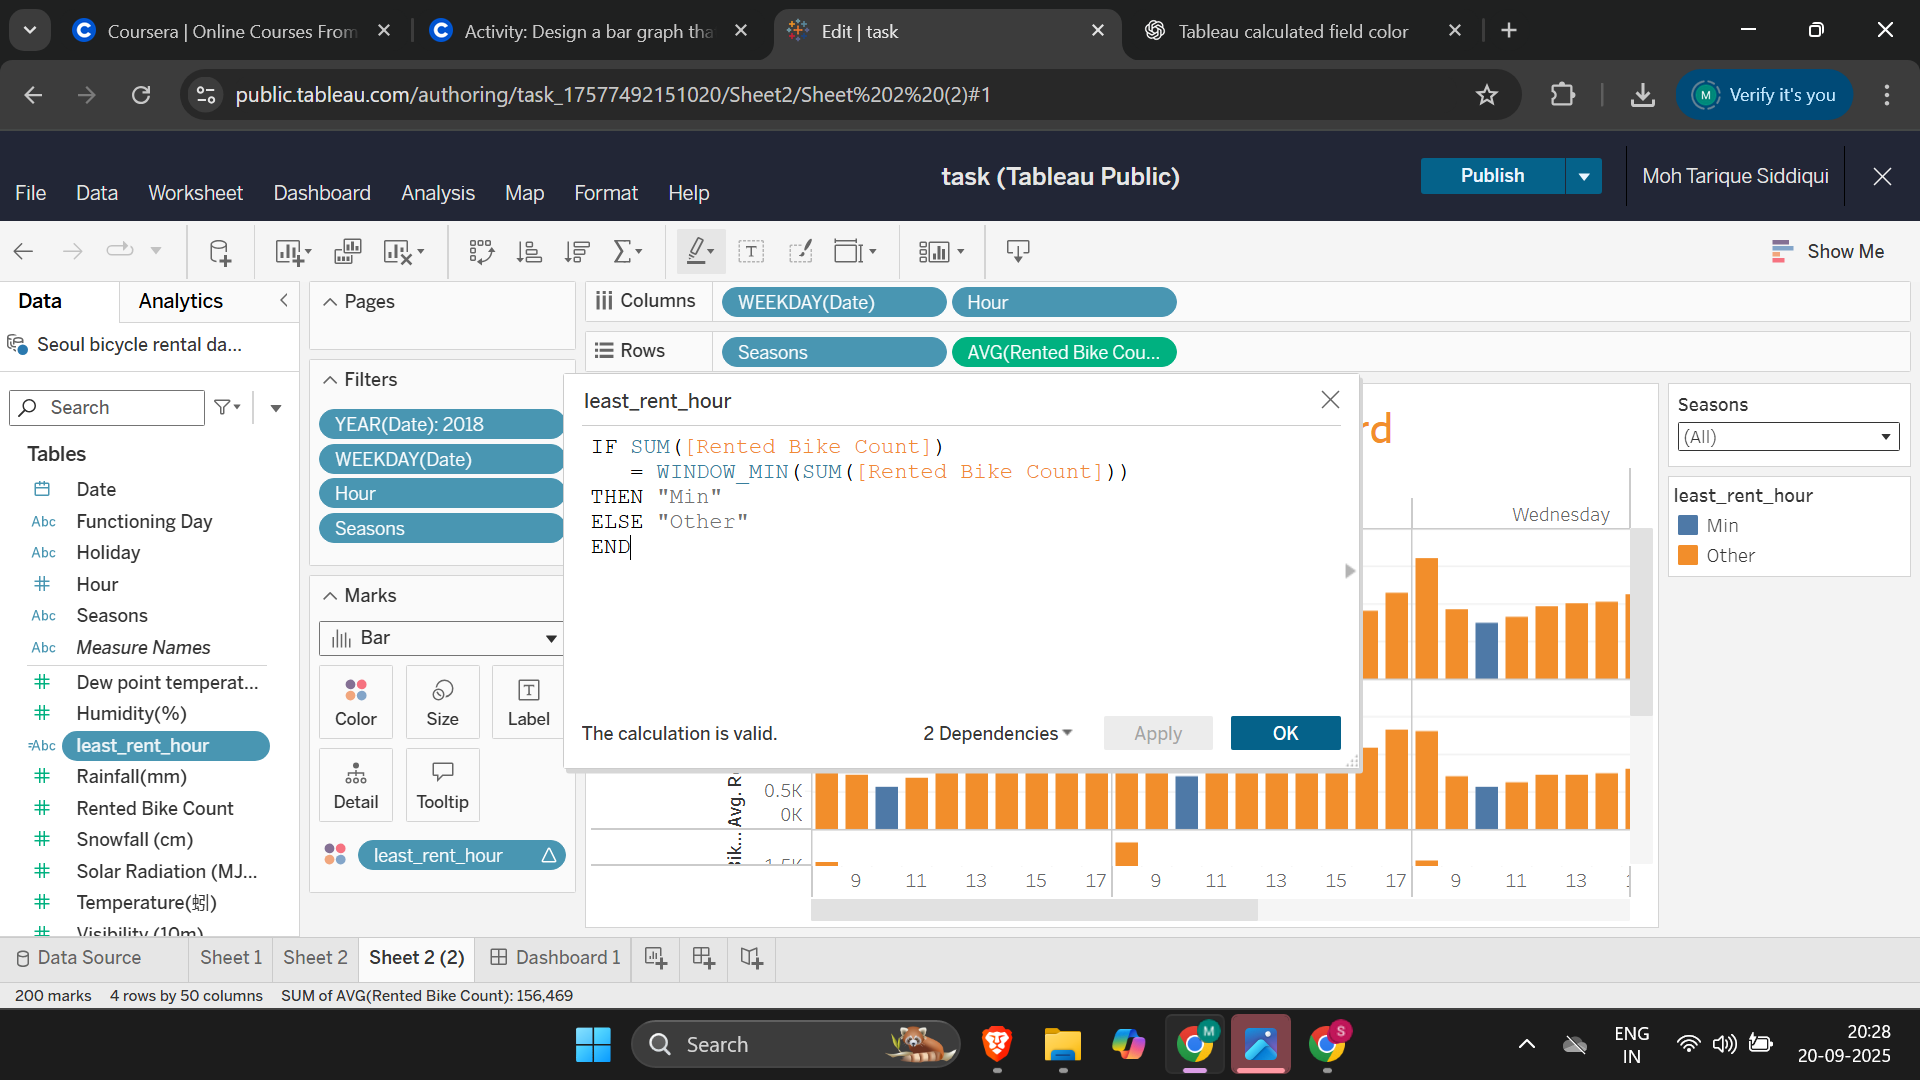 Coursera | Online Courses From
Activity: Design a bar graph tha
Edit | task
Tableau calculated field color
public.tableau.com/authoring/task_17577492151020/Sheet2/Sheet%202%20(2)#1
M
Verify it's you
File
Data
Worksheet
Dashboard
Analysis
Map
Format
Help
task (Tableau Public)
Publish
Moh Tarique Siddiqui
Show Me
Data
Analytics
Seoul bicycle rental da...
Search
Tables
Date
Abc Functioning Day
Abc Holiday
# Hour
Abc Seasons
Abc Measure Names
# Dew point temperat...
# Humidity(%)
=Abc least_rent_hour
# Rainfall(mm)
# Rented Bike Count
# Snowfall (cm)
# Solar Radiation (MJ...
# Temperature(蚓)
# Visibility (10m)
Pages
Filters
YEAR(Date): 2018
WEEKDAY(Date)
Hour
Seasons
Marks
Bar
Color
Size
Label
Detail
Tooltip
least_rent_hour
Columns
WEEKDAY(Date)
Hour
Rows
Seasons
AVG(Rented Bike Cou...
least_rent_hour
IF SUM([Rented Bike Count])
= WINDOW_MIN(SUM([Rented Bike Count]))
THEN "Min"
ELSE "Other"
END
The calculation is valid.
2 Dependencies
Apply
OK
rd
Wednesday
Avg. R
0.5K
0K
ik...
9 11 13 15 17 9 11 13 15 17 9 11 13
Seasons
(All)
least_rent_hour
Min
Other
Data Source
Sheet 1
Sheet 2
Sheet 2 (2)
Dashboard 1
200 marks
4 rows by 50 columns
SUM of AVG(Rented Bike Count): 156,469
Search
M
S
ENG
IN
20:28
20-09-2025